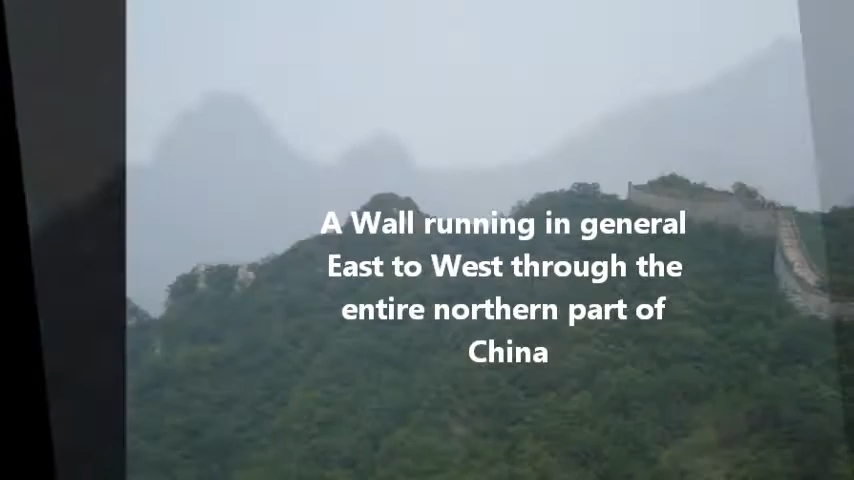 A Wall running in general
East to West through the
entire northern part of
China